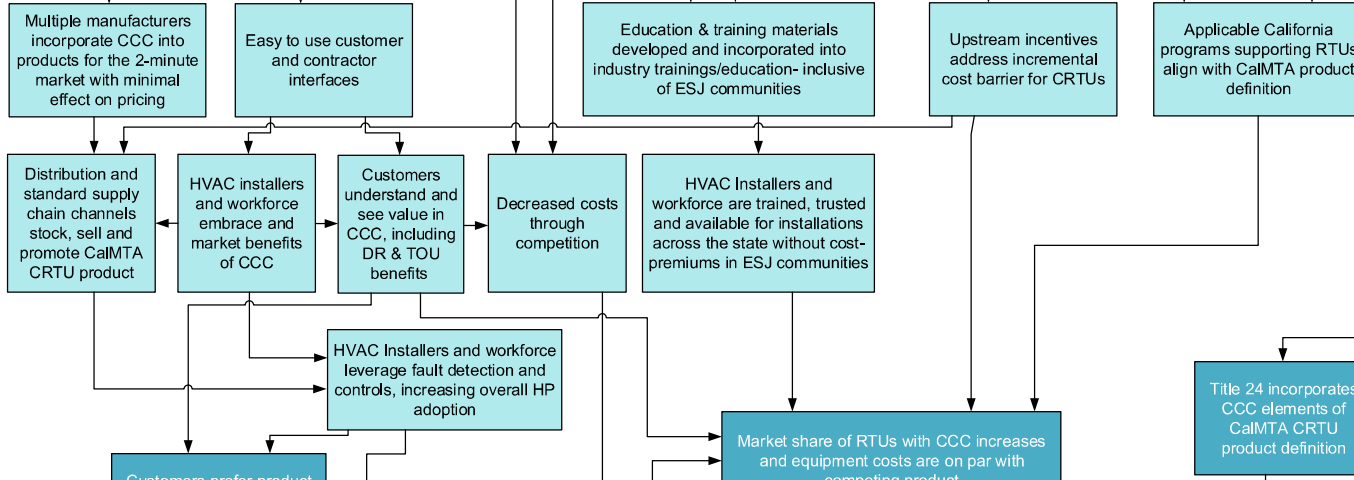 Multiple manufacturers
incorporate CCC into
products for the 2-minute
market with minimal
effect on pricing
Easy to use customer
and contractor
interfaces
Education & training materials
developed and incorporated into
industry trainings/education- inclusive
of ESJ communities
Upstream incentives
address incremental
cost barrier for CRTUs
Applicable California
programs supporting RTUs
align with CalMTA product
definition
Distribution and
standard supply
chain channels
stock, sell and
promote CalMTA
CRTU product
HVAC installers
and workforce
embrace and
market benefits
of CCC
Customers
understand and
see value in
CCC, including
DR & TOU
benefits
Decreased costs
through
competition
HVAC Installers and
workforce are trained, trusted
and available for installations
across the state without cost-
premiums in ESJ communities
HVAC Installers and workforce
leverage fault detection and
controls, increasing overall HP
adoption
Title 24 incorporates
CCC elements of
CalMTA CRTU
product definition
Market share of RTUs with CCC increases
and equipment costs are on par with
competing product
Customers prefer product